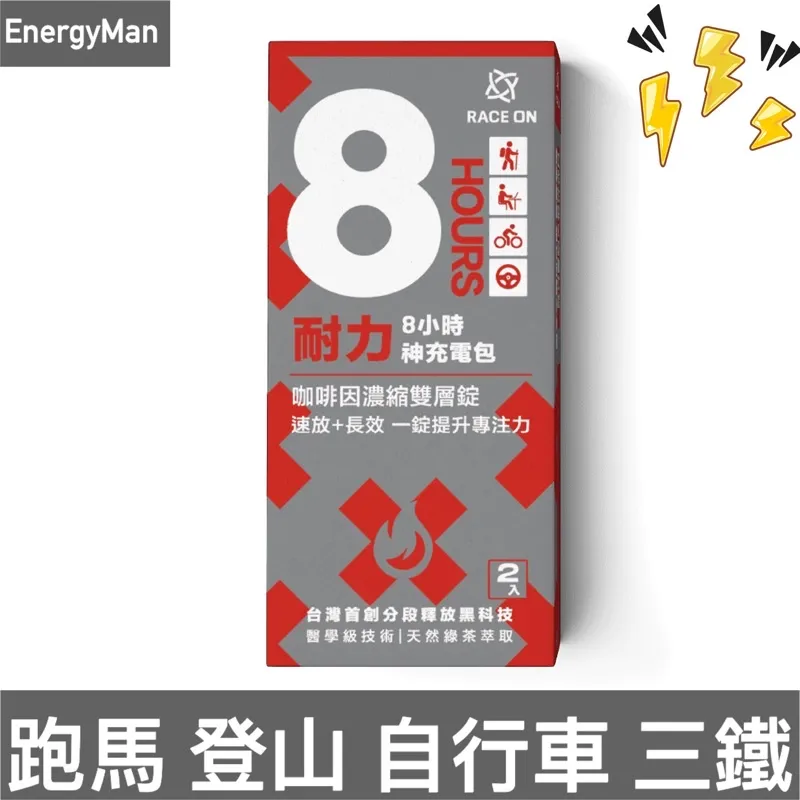 EnergyMan
RACE ON
8
HOURS
耐力
8小時
神充電包
咖啡因濃縮雙層錠
速放+長效 一錠提升專注力
2
入
台灣首創分段釋放黑科技
醫學級技術|天然綠茶萃取
跑馬 登山 自行車 三鐵